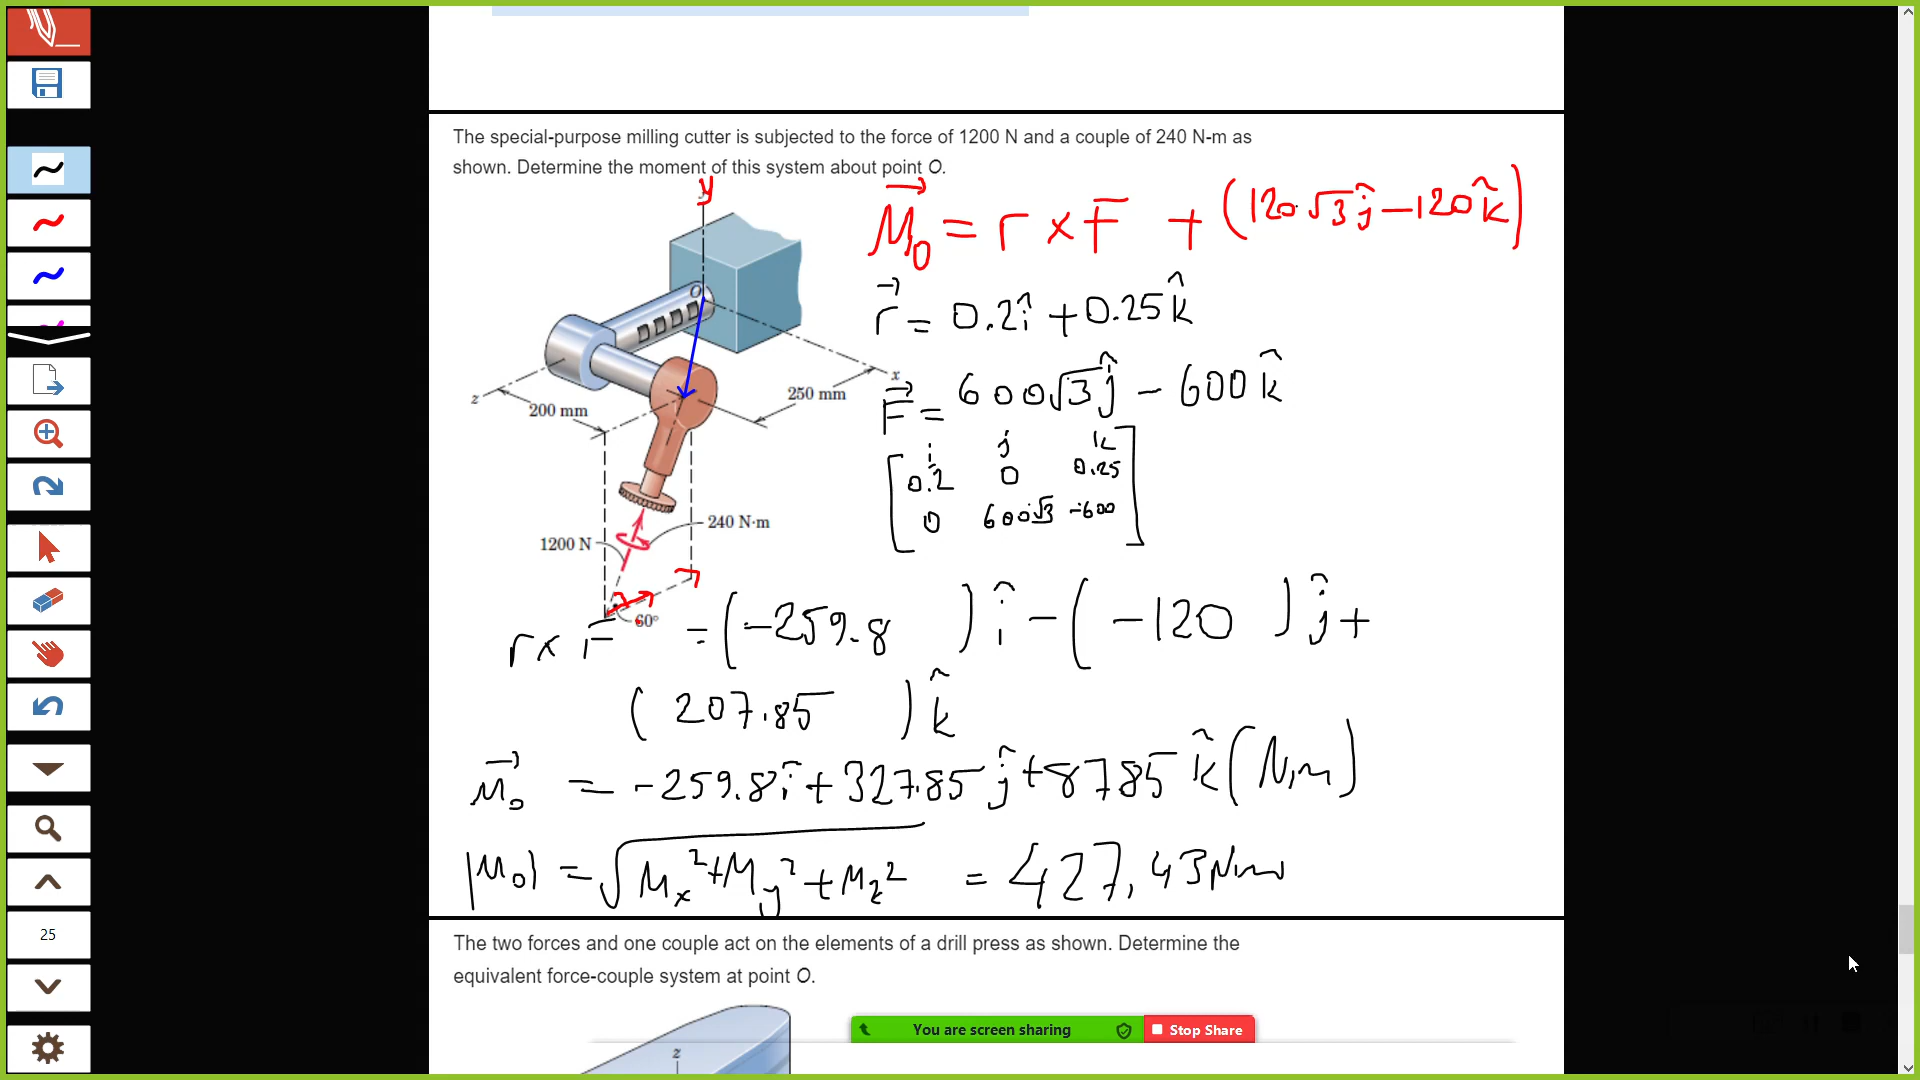 The special-purpose milling cutter is subjected to the force of 1200 N and a couple of 240 N-m as
shown. Determine the moment of this system about point O.
y
M⃗₀ = r × F̅ + (120√3 ĵ − 120 k̂)
O
r⃗ = 0.2î + 0.25 k̂
x
250 mm
z
200 mm
F⃗ = 600√3 ĵ − 600 k̂
i j k
0.2 0 0.25
0 600√3 -600
240 N·m
1200 N
60°
r × F = (-259.8 ) î − ( -120 ) ĵ +
( 207.85 ) k̂
M⃗₀ = -259.8 î + 327.85 ĵ + 87.85 k̂ (N.m)
|M₀| = √Mx² + My² + Mz² = 427,43 N.m
25
The two forces and one couple act on the elements of a drill press as shown. Determine the
equivalent force-couple system at point O.
You are screen sharing
Stop Share
z